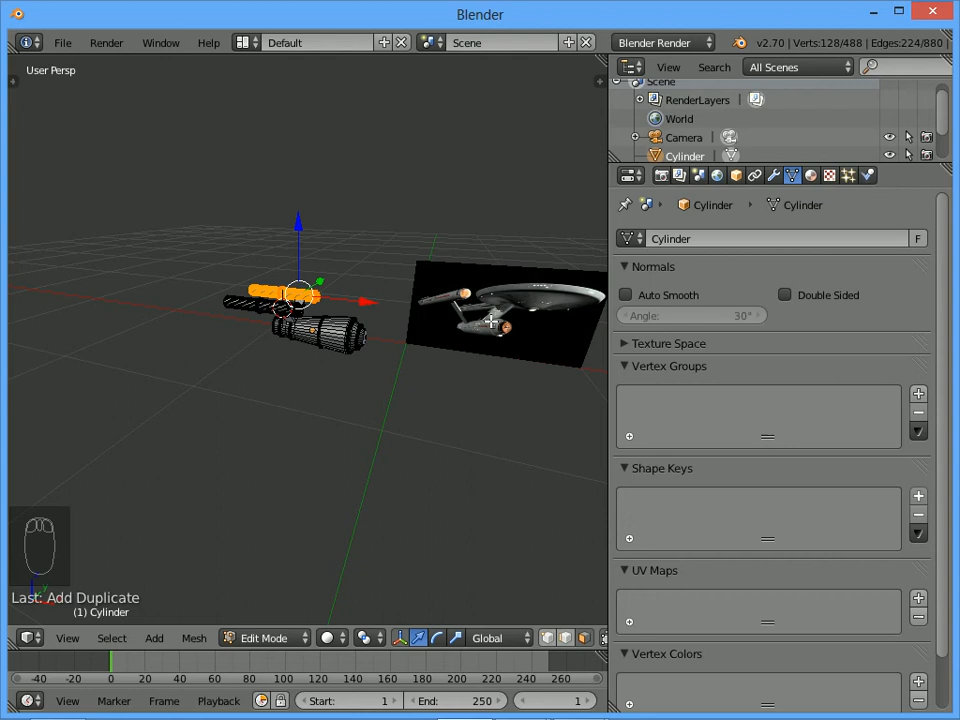 Blender
File Render Window Help Default Scene Blender Render v2.70 | Verts:128/488 | Edges:224/880 |
User Persp
View Search All Scenes
Scene
RenderLayers
World
Camera
Cylinder
Cylinder Cylinder
Cylinder F
Normals
Auto Smooth Double Sided
Angle: 30°
Texture Space
Vertex Groups
Shape Keys
UV Maps
Vertex Colors
Last: Add Duplicate
(1) Cylinder
View Select Add Mesh Edit Mode Global
-40 -20 0 20 40 60 80 100 120 140 160 180 200 220 240 260
View Marker Frame Playback Start: 1 End: 250 1